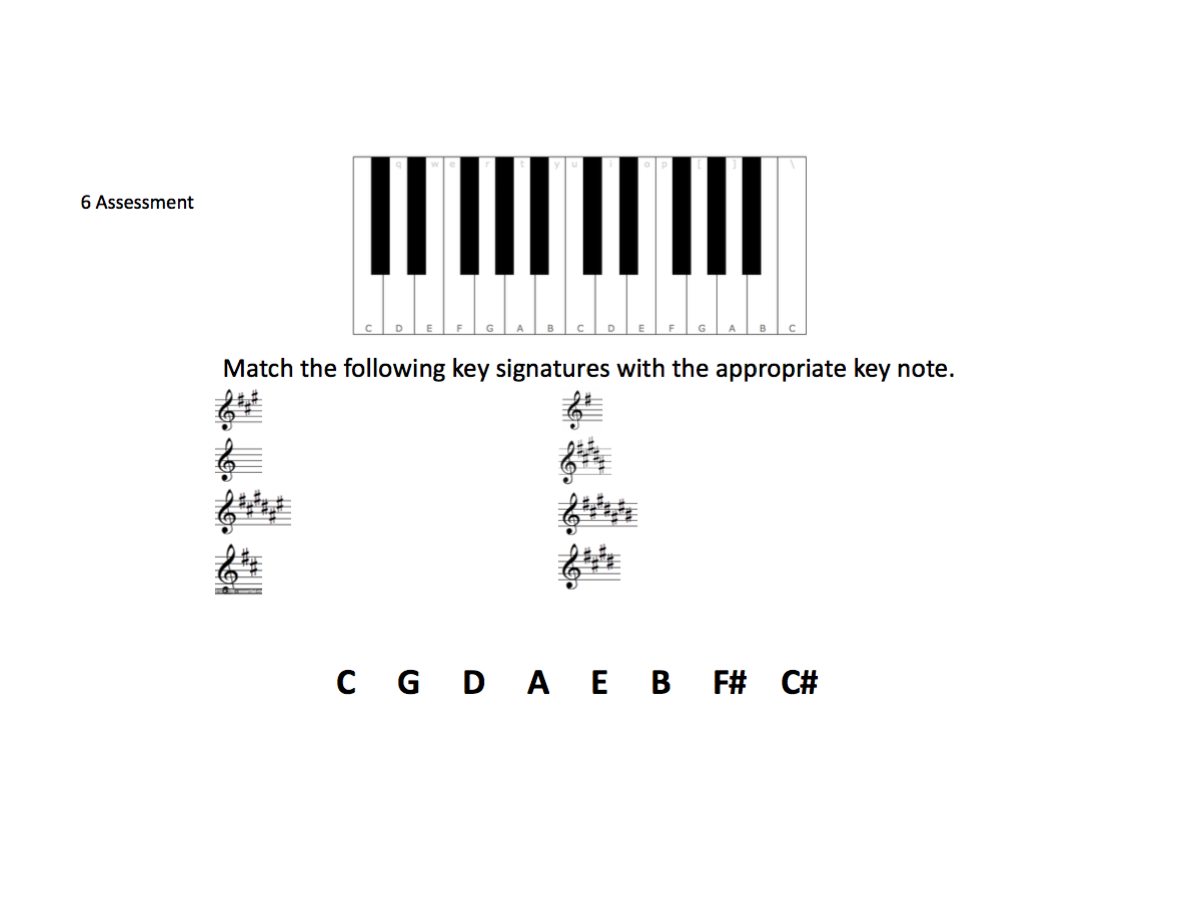 q w e r t y u i o p [ ] \
6 Assessment
C D E F G A B C D E F G A B C
Match the following key signatures with the appropriate key note.
C G D A E B F# C#